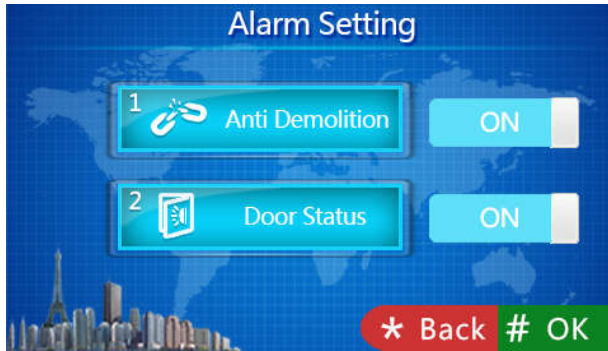 Alarm Setting
1 Anti Demolition ON
2 Door Status ON
* Back # OK